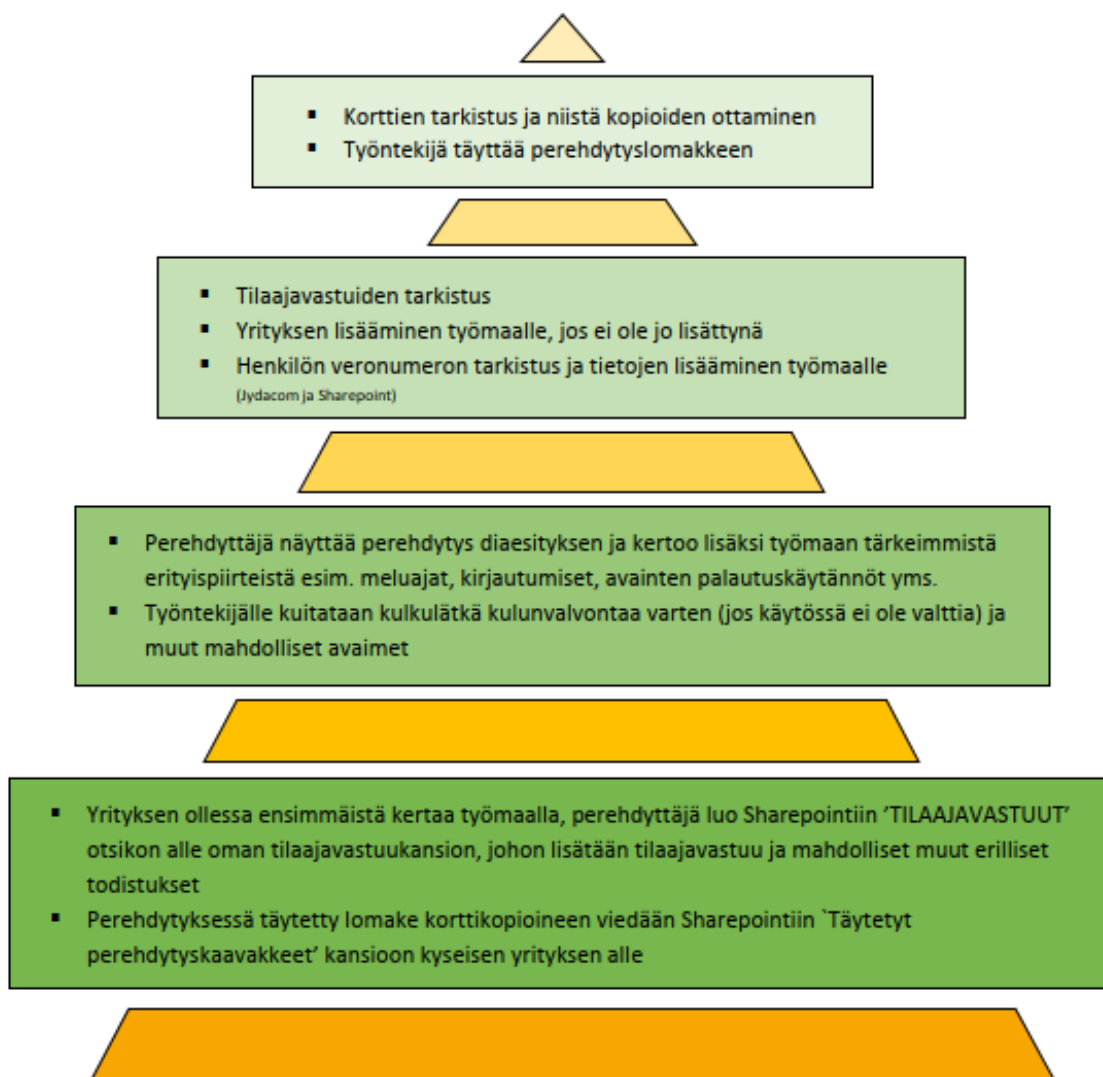 ▪ Korttien tarkistus ja niistä kopioiden ottaminen
▪ Työntekijä täyttää perehdytyslomakkeen
▪ Tilaajavastuiden tarkistus
▪ Yrityksen lisääminen työmaalle, jos ei ole jo lisättynä
▪ Henkilön veronumeron tarkistus ja tietojen lisääminen työmaalle
(Jydacom ja Sharepoint)
▪ Perehdyttäjä näyttää perehdytys diaesityksen ja kertoo lisäksi työmaan tärkeimmistä
erityispiirteistä esim. meluajat, kirjautumiset, avainten palautuskäytännöt yms.
▪ Työntekijälle kuitataan kulkulätkä kulunvalvontaa varten (jos käytössä ei ole valttia) ja
muut mahdolliset avaimet
▪ Yrityksen ollessa ensimmäistä kertaa työmaalla, perehdyttäjä luo Sharepointiin ’TILAAJAVASTUUT’
otsikon alle oman tilaajavastuukansion, johon lisätään tilaajavastuu ja mahdolliset muut erilliset
todistukset
▪ Perehdytyksessä täytetty lomake korttikopioineen viedään Sharepointiin `Täytetyt
perehdytyskaavakkeet’ kansioon kyseisen yrityksen alle